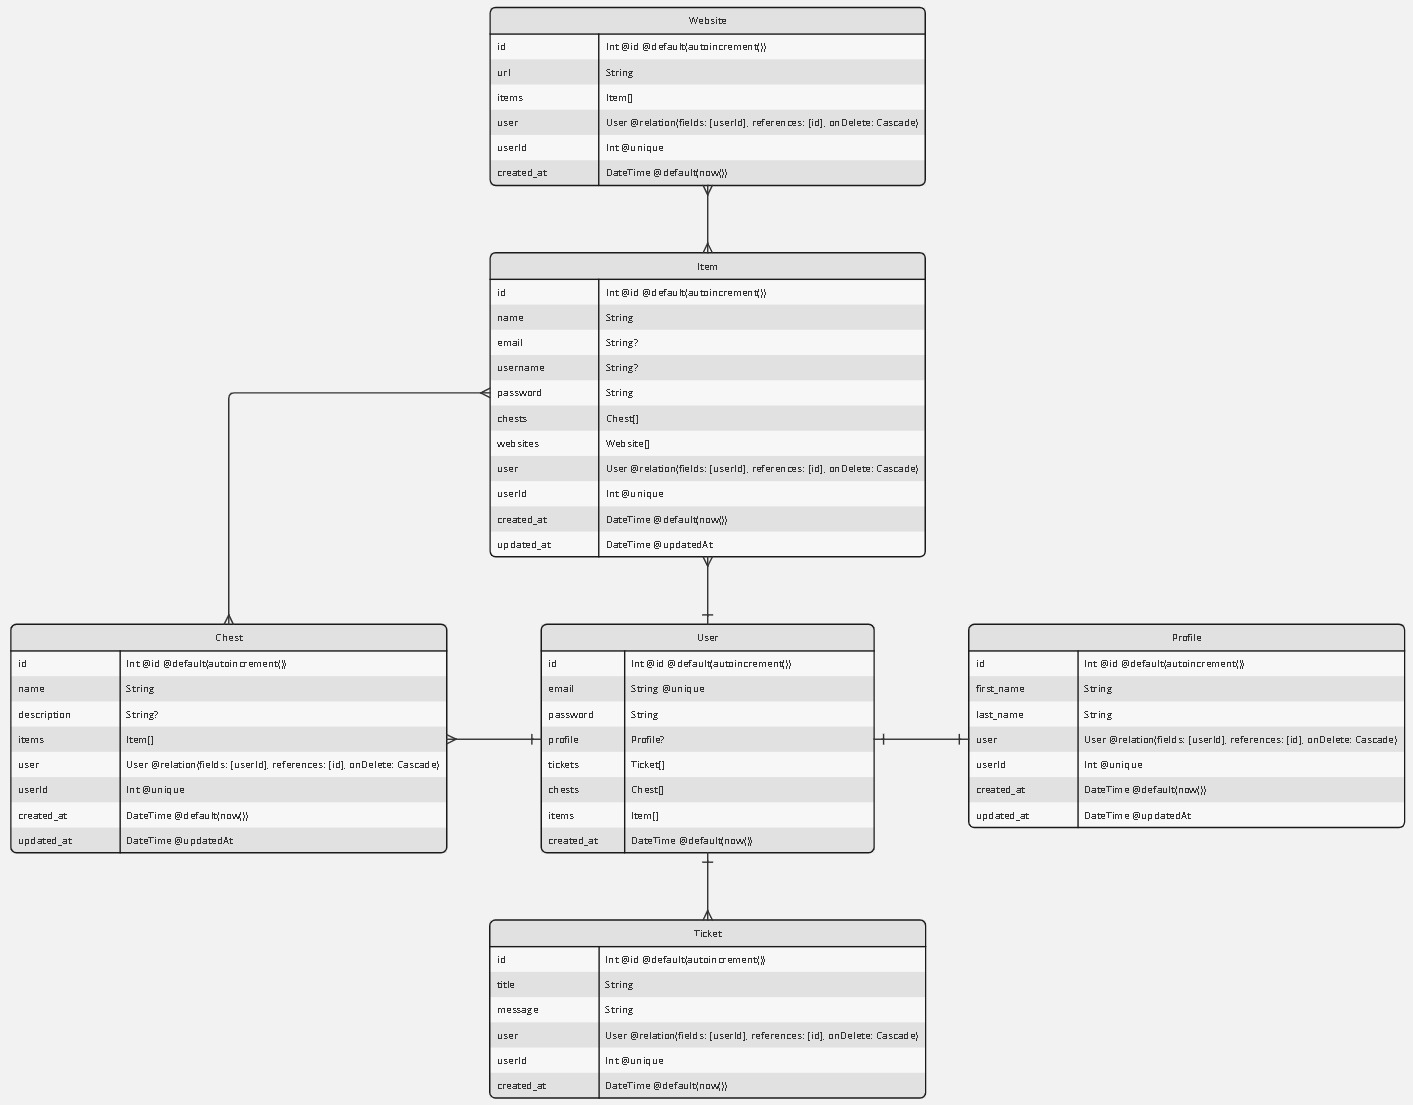 Website
id Int @id @default(autoincrement())
url String
items Item[]
user User @relation(fields: [userId], references: [id], onDelete: Cascade)
userId Int @unique
created_at DateTime @default(now())
Item
id Int @id @default(autoincrement())
name String
email String?
username String?
password String
chests Chest[]
websites Website[]
user User @relation(fields: [userId], references: [id], onDelete: Cascade)
userId Int @unique
created_at DateTime @default(now())
updated_at DateTime @updatedAt
Chest
id Int @id @default(autoincrement())
name String
description String?
items Item[]
user User @relation(fields: [userId], references: [id], onDelete: Cascade)
userId Int @unique
created_at DateTime @default(now())
updated_at DateTime @updatedAt
User
id Int @id @default(autoincrement())
email String @unique
password String
profile Profile?
tickets Ticket[]
chests Chest[]
items Item[]
created_at DateTime @default(now())
Profile
id Int @id @default(autoincrement())
first_name String
last_name String
user User @relation(fields: [userId], references: [id], onDelete: Cascade)
userId Int @unique
created_at DateTime @default(now())
updated_at DateTime @updatedAt
Ticket
id Int @id @default(autoincrement())
title String
message String
user User @relation(fields: [userId], references: [id], onDelete: Cascade)
userId Int @unique
created_at DateTime @default(now())